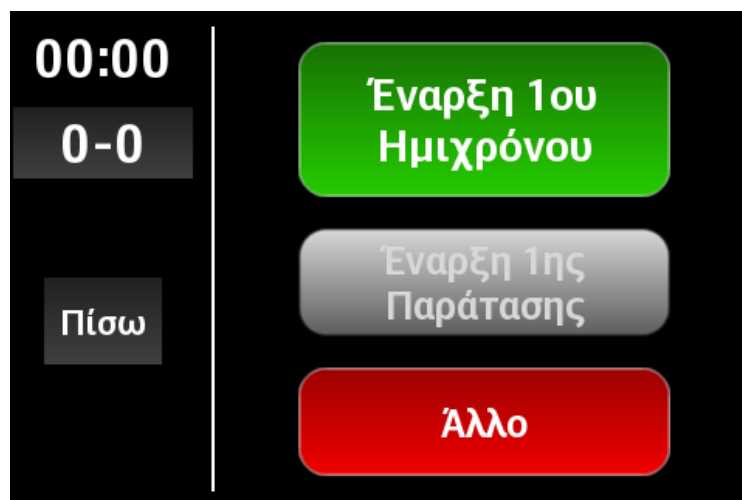 00:00
0-0
Πίσω
Έναρξη 1ου
Ημιχρόνου
Έναρξη 1ης
Παράτασης
Άλλο